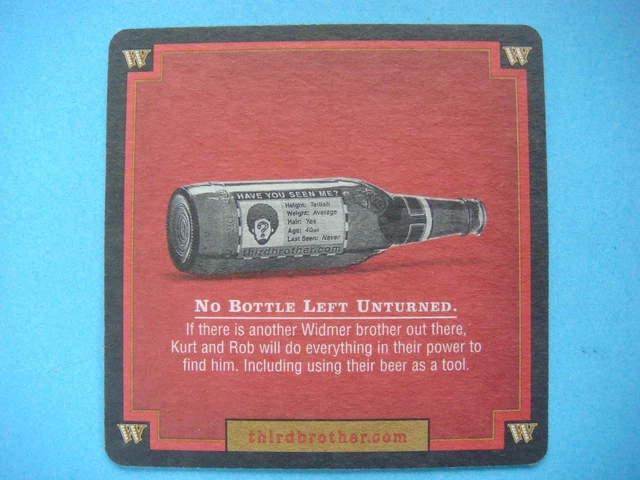 W W
HAVE YOU SEEN ME?
Height: Tallish
Weight: Average
Hair: Yes
Age: 40ish
Last Seen: Never
?
thirdbrother.com
NO BOTTLE LEFT UNTURNED.
If there is another Widmer brother out there,
Kurt and Rob will do everything in their power to
find him. Including using their beer as a tool.
W W
thirdbrother.com